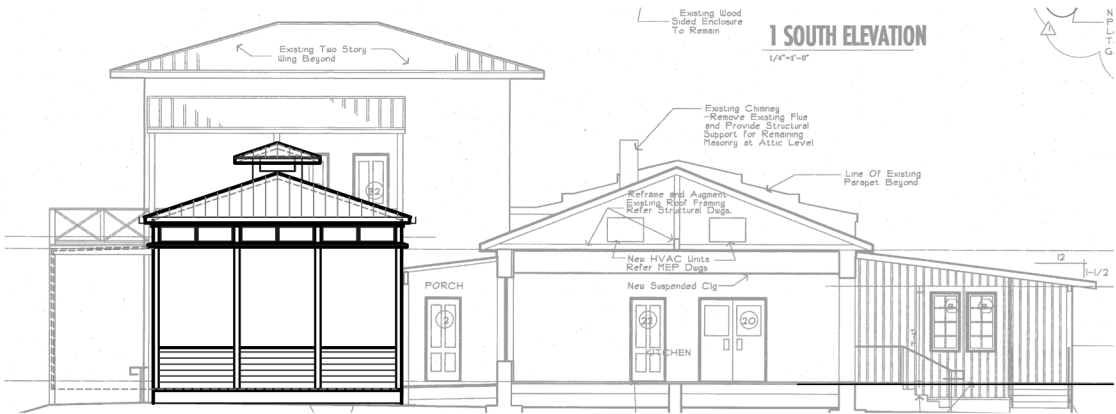 Existing Wood
Sided Enclosure
To Remain
1 SOUTH ELEVATION
1/4"=1'-0"
Existing Two Story
Wing Beyond
Existing Chimney
-Remove Existing Flue
and Provide Structural
Support for Remaining
Masonry at Attic Level
Line Of Existing
Parapet Beyond
32
Reframe and Augment
Existing Roof Framing
Refer Structural Dwgs.
New HVAC Units
Refer MEP Dwgs
12
1-1/2
PORCH
New Suspended Clg
2
20
KITCHEN